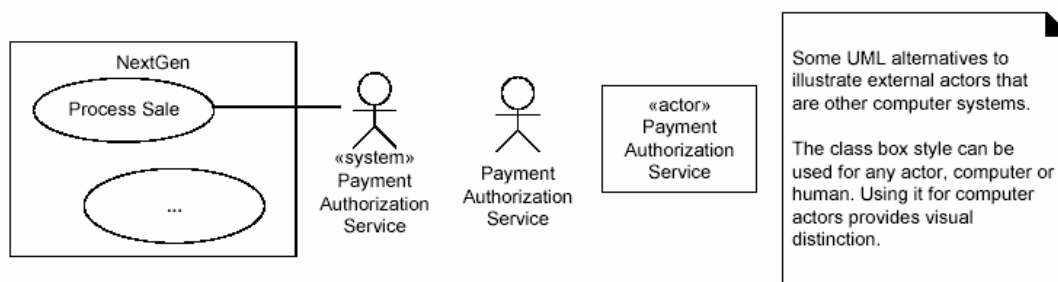 NextGen
Process Sale
...
«system»
Payment
Authorization
Service
Payment
Authorization
Service
«actor»
Payment
Authorization
Service
Some UML alternatives to
illustrate external actors that
are other computer systems.
The class box style can be
used for any actor, computer or
human. Using it for computer
actors provides visual
distinction.